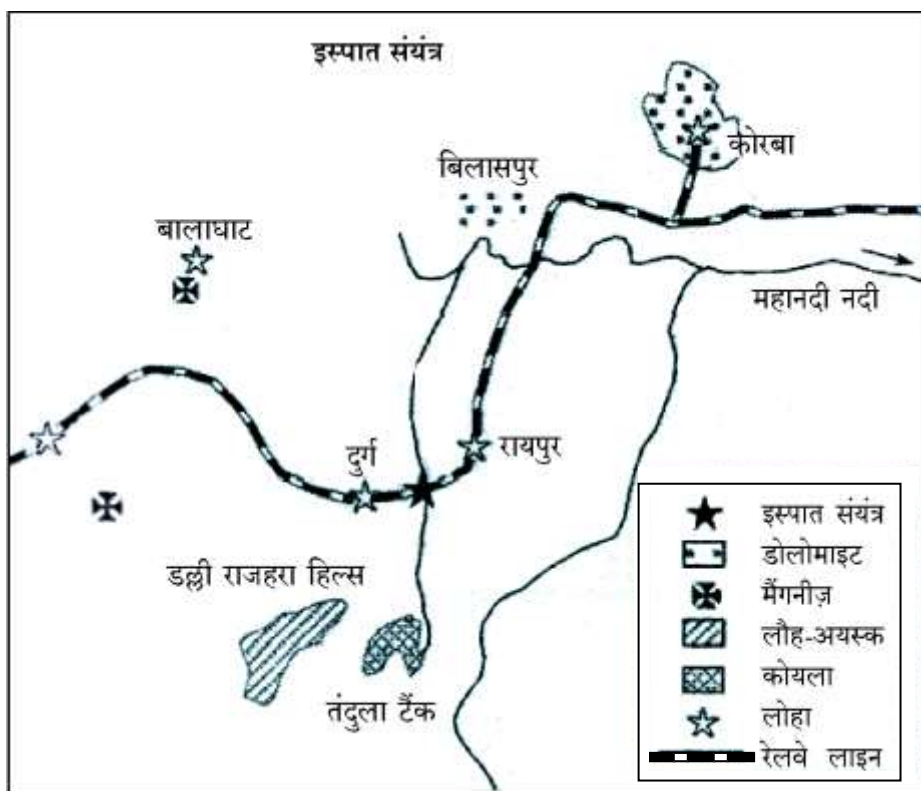 इस्पात संयंत्र
कोरबा
बिलासपुर
बालाघाट
महानदी नदी
दुर्ग
रायपुर
डल्ली राजहरा हिल्स
तंदुला टैंक
इस्पात संयंत्र
डोलोमाइट
मैंगनीज़
लौह-अयस्क
कोयला
लोहा
रेलवे लाइन